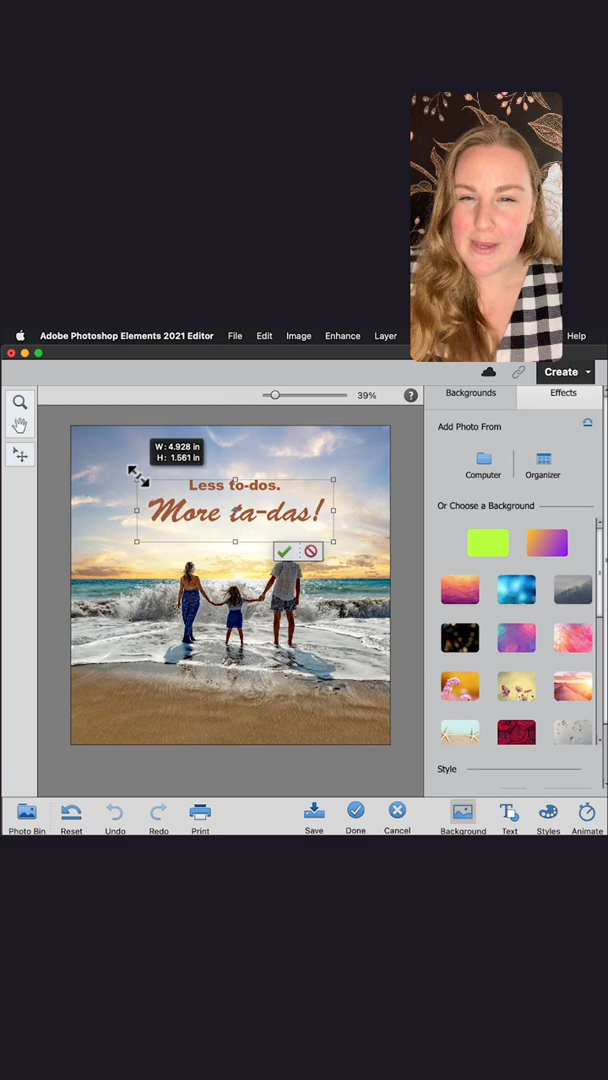 Adobe Photoshop Elements 2021 Editor File Edit Image Enhance Layer Help
Create
39% ?
Backgrounds Effects
Add Photo From
Computer Organizer
Or Choose a Background
W: 4.928 in
H: 1.561 in
Less to-dos.
More ta-das!
Style
Photo Bin Reset Undo Redo Print Save Done Cancel Background Text Styles Animate